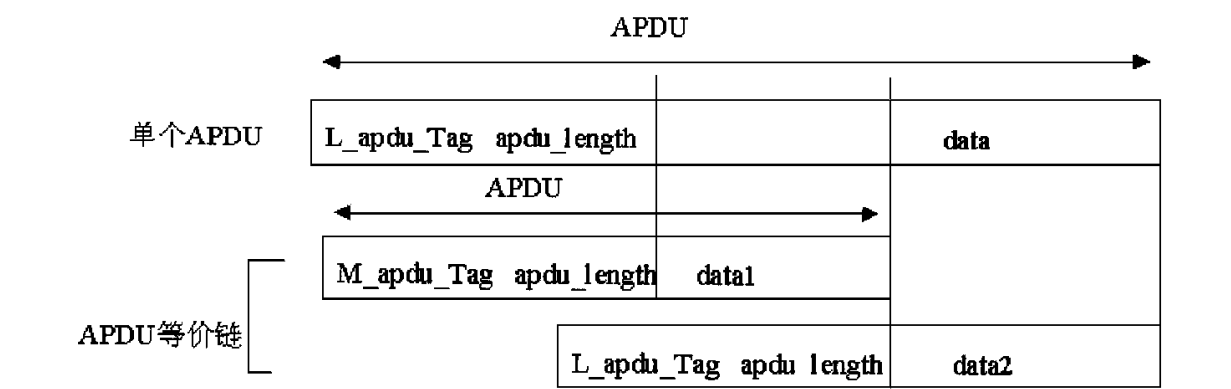 APDU
单个APDU L_apdu_Tag apdu_length data
APDU
M_apdu_Tag apdu_length data1
APDU等价链
L_apdu_Tag apdu length data2